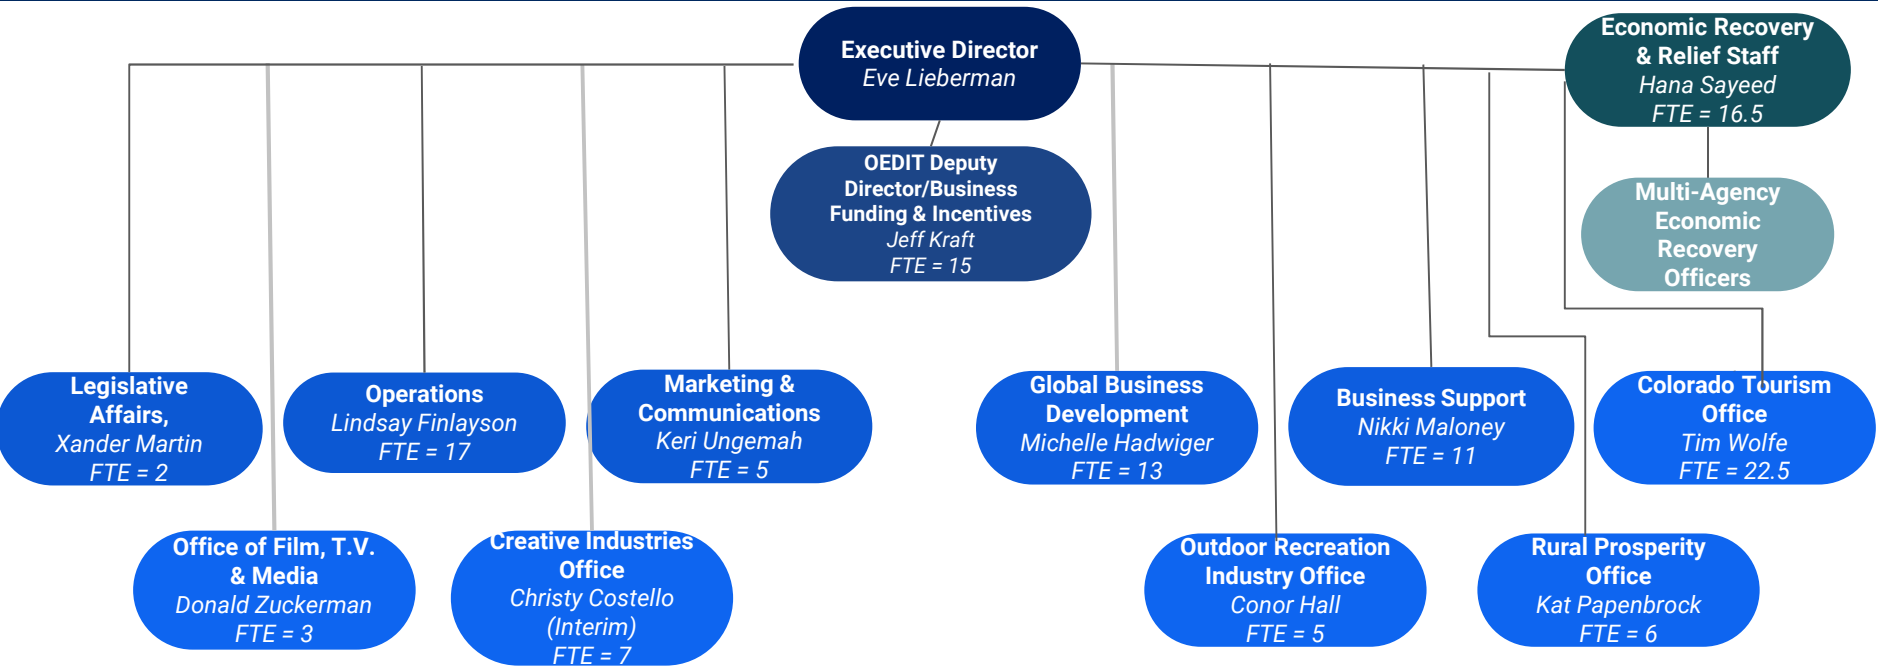 Executive Director
Eve Lieberman
Economic Recovery
& Relief Staff
Hana Sayeed
FTE = 16.5
OEDIT Deputy
Director/Business
Funding & Incentives
Jeff Kraft
FTE = 15
Multi-Agency
Economic
Recovery
Officers
Legislative
Affairs,
Xander Martin
FTE = 2
Operations
Lindsay Finlayson
FTE = 17
Marketing &
Communications
Keri Ungemah
FTE = 5
Global Business
Development
Michelle Hadwiger
FTE = 13
Business Support
Nikki Maloney
FTE = 11
Colorado Tourism
Office
Tim Wolfe
FTE = 22.5
Office of Film, T.V.
& Media
Donald Zuckerman
FTE = 3
Creative Industries
Office
Christy Costello
(Interim)
FTE = 7
Outdoor Recreation
Industry Office
Conor Hall
FTE = 5
Rural Prosperity
Office
Kat Papenbrock
FTE = 6